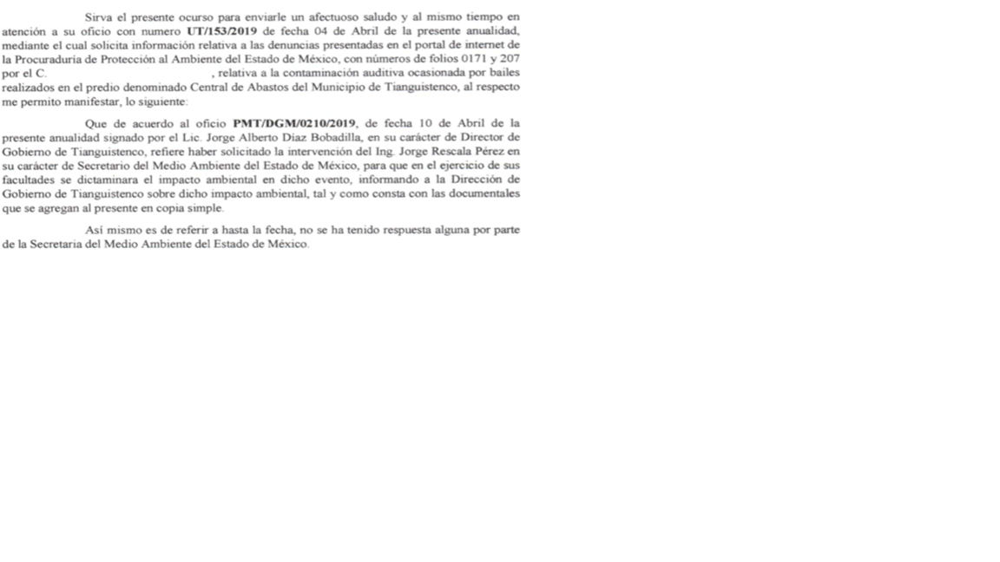 Sirva el presente ocurso para enviarle un afectuoso saludo y al mismo tiempo en
atención a su oficio con numero UT/153/2019 de fecha 04 de Abril de la presente anualidad,
mediante el cual solicita información relativa a las denuncias presentadas en el portal de internet de
la Procuraduría de Protección al Ambiente del Estado de México, con números de folios 0171 y 207
por el C. , relativa a la contaminación auditiva ocasionada por bailes
realizados en el predio denominado Central de Abastos del Municipio de Tianguistenco, al respecto
me permito manifestar, lo siguiente:
Que de acuerdo al oficio PMT/DGM/0210/2019, de fecha 10 de Abril de la
presente anualidad signado por el Lic. Jorge Alberto Díaz Bobadilla, en su carácter de Director de
Gobierno de Tianguistenco, refiere haber solicitado la intervención del Ing. Jorge Rescala Pérez en
su carácter de Secretario del Medio Ambiente del Estado de México, para que en el ejercicio de sus
facultades se dictaminara el impacto ambiental en dicho evento, informando a la Dirección de
Gobierno de Tianguistenco sobre dicho impacto ambiental, tal y como consta con las documentales
que se agregan al presente en copia simple.
Así mismo es de referir a hasta la fecha, no se ha tenido respuesta alguna por parte
de la Secretaria del Medio Ambiente del Estado de México.